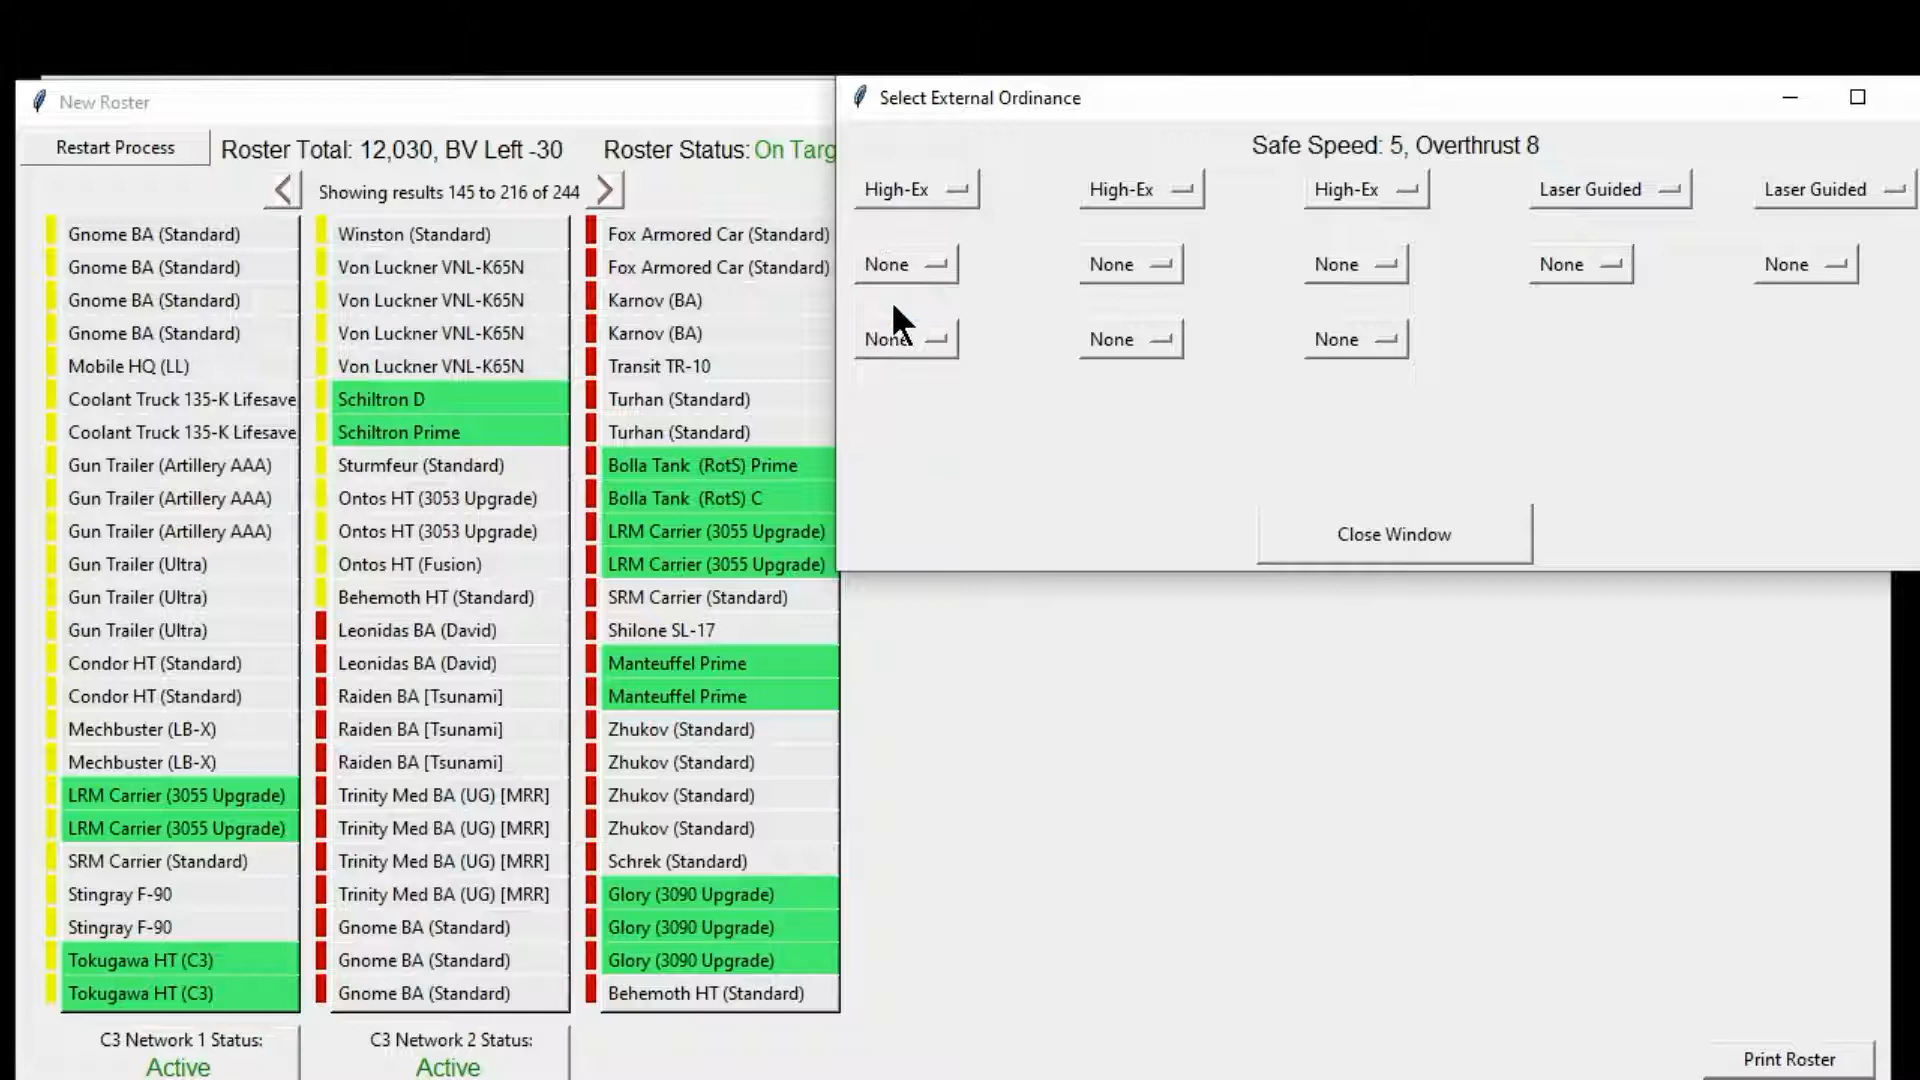 New Roster
Restart Process
Roster Total: 12,030, BV Left -30
Roster Status: On Targ
Showing results 145 to 216 of 244
Gnome BA (Standard)
Gnome BA (Standard)
Gnome BA (Standard)
Gnome BA (Standard)
Mobile HQ (LL)
Coolant Truck 135-K Lifesave
Coolant Truck 135-K Lifesave
Gun Trailer (Artillery AAA)
Gun Trailer (Artillery AAA)
Gun Trailer (Artillery AAA)
Gun Trailer (Ultra)
Gun Trailer (Ultra)
Gun Trailer (Ultra)
Condor HT (Standard)
Condor HT (Standard)
Mechbuster (LB-X)
Mechbuster (LB-X)
LRM Carrier (3055 Upgrade)
LRM Carrier (3055 Upgrade)
SRM Carrier (Standard)
Stingray F-90
Stingray F-90
Tokugawa HT (C3)
Tokugawa HT (C3)
C3 Network 1 Status:
Active
Winston (Standard)
Von Luckner VNL-K65N
Von Luckner VNL-K65N
Von Luckner VNL-K65N
Von Luckner VNL-K65N
Schiltron D
Schiltron Prime
Sturmfeur (Standard)
Ontos HT (3053 Upgrade)
Ontos HT (3053 Upgrade)
Ontos HT (Fusion)
Behemoth HT (Standard)
Leonidas BA (David)
Leonidas BA (David)
Raiden BA [Tsunami]
Raiden BA [Tsunami]
Raiden BA [Tsunami]
Trinity Med BA (UG) [MRR]
Trinity Med BA (UG) [MRR]
Trinity Med BA (UG) [MRR]
Trinity Med BA (UG) [MRR]
Gnome BA (Standard)
Gnome BA (Standard)
Gnome BA (Standard)
C3 Network 2 Status:
Active
Fox Armored Car (Standard)
Fox Armored Car (Standard)
Karnov (BA)
Karnov (BA)
Transit TR-10
Turhan (Standard)
Turhan (Standard)
Bolla Tank (RotS) Prime
Bolla Tank (RotS) C
LRM Carrier (3055 Upgrade)
LRM Carrier (3055 Upgrade)
SRM Carrier (Standard)
Shilone SL-17
Manteuffel Prime
Manteuffel Prime
Zhukov (Standard)
Zhukov (Standard)
Zhukov (Standard)
Zhukov (Standard)
Schrek (Standard)
Glory (3090 Upgrade)
Glory (3090 Upgrade)
Glory (3090 Upgrade)
Behemoth HT (Standard)
Select External Ordinance
Safe Speed: 5, Overthrust 8
High-Ex High-Ex High-Ex Laser Guided Laser Guided
None None None None None
None None None
Close Window
Print Roster